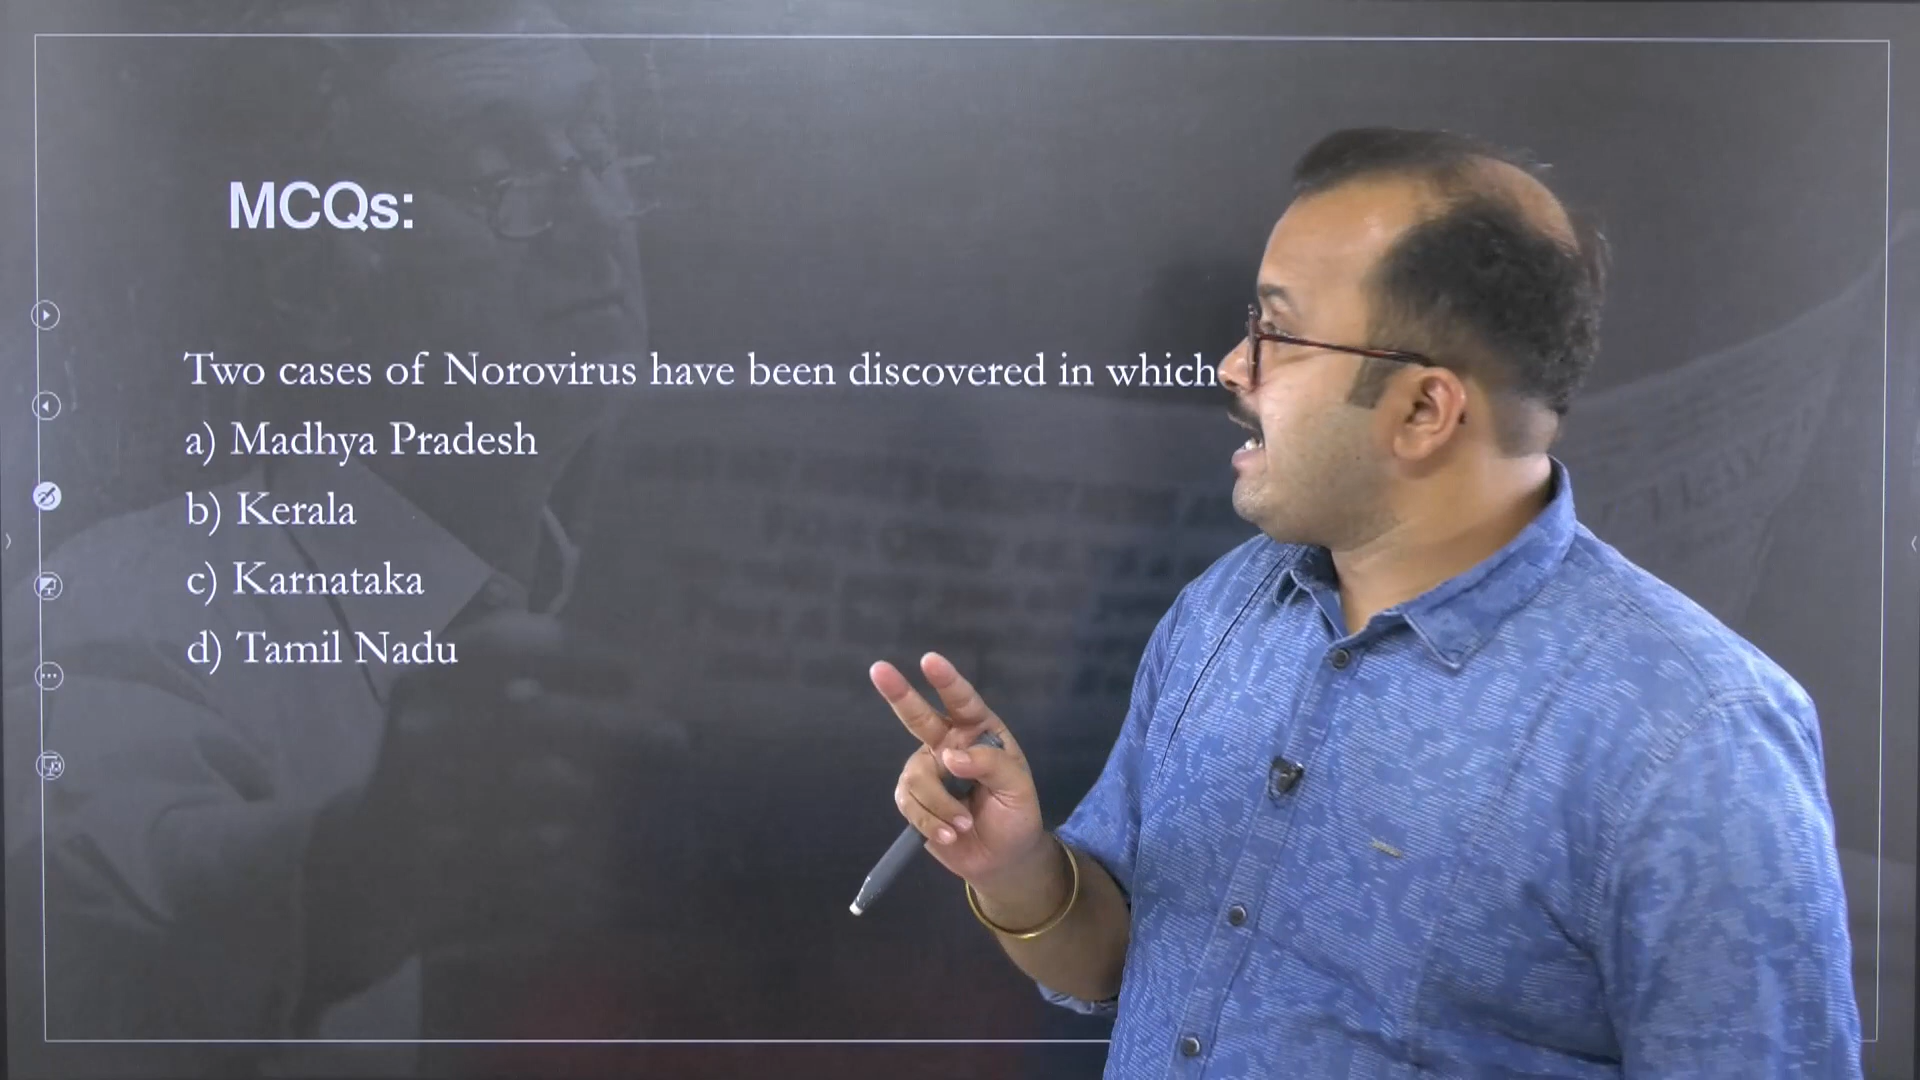 MCQs:
Two cases of Norovirus have been discovered in which
a) Madhya Pradesh
b) Kerala
c) Karnataka
d) Tamil Nadu